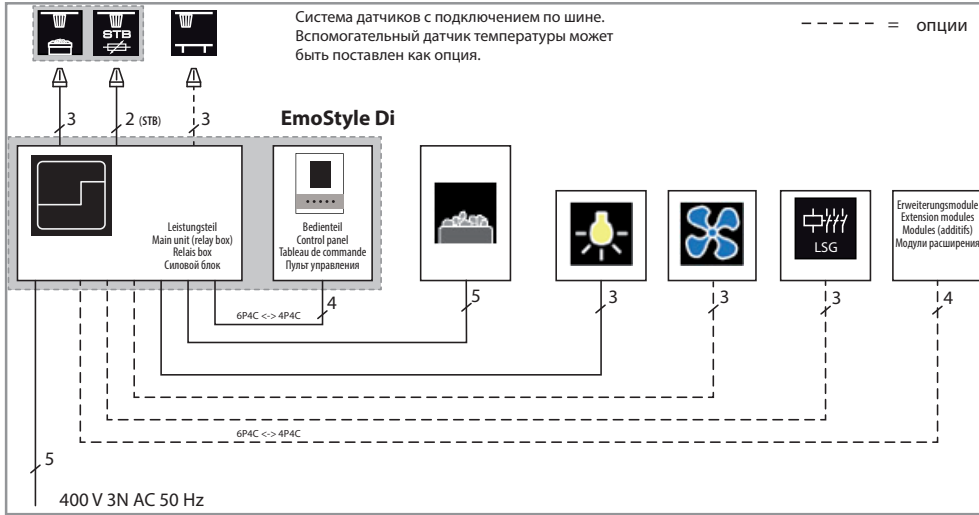 Система датчиков с подключением по шине.
Вспомогательный датчик температуры может
быть поставлен как опция.
= опции
STB
3
2 (STB)
3
EmoStyle Di
Leistungsteil
Main unit (relay box)
Relais box
Силовой блок
Bedienteil
Control panel
Tableau de commande
Пульт управления
LSG
Erweiterungsmodule
Extension modules
Modules (additifs)
Модули расширения
4
5
3
3
3
4
6P4C <-> 4P4C
6P4C <-> 4P4C
5
400 V 3N AC 50 Hz